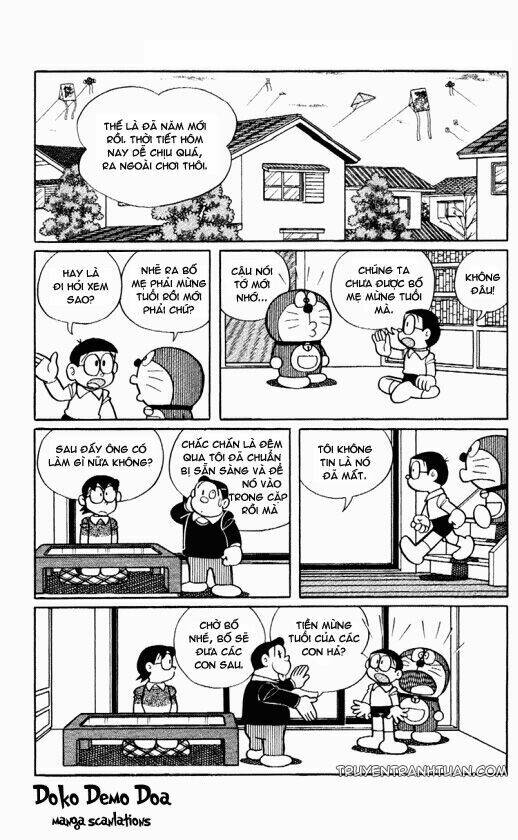 THẾ LÀ ĐÃ NĂM MỚI
RỒI. THỜI TIẾT HÔM
NAY DỄ CHỊU QUÁ,
RA NGOÀI CHƠI THÔI.
KHÔNG
ĐÂU!
CHÚNG TA
CHƯA ĐƯỢC BỐ
MẸ MỪNG TUỔI
MÀ.
CẬU NÓI
TỚ MỚI
NHỚ...
NHẼ RA BỐ
MẸ PHẢI MỪNG
TUỔI RỒI MỚI
PHẢI CHỨ?
HAY LÀ
ĐI HỎI XEM
SAO?
TÔI KHÔNG
TIN LÀ NÓ
ĐÃ MẤT.
CHẮC CHẮN LÀ ĐÊM
QUA TÔI ĐÃ CHUẨN
BỊ SẴN SÀNG VÀ ĐỂ
NÓ VÀO
TRONG CẶP
RỒI MÀ
SAU ĐẤY ÔNG CÓ
LÀM GÌ NỮA KHÔNG?
TIỀN MỪNG
TUỔI CỦA CÁC
CON HẢ?
CHỜ BỐ
NHÉ, BỐ SẼ
ĐƯA CÁC
CON SAU.
TRUYENTRANHTUAN.COM
Doko Demo Doa
manga scanlations